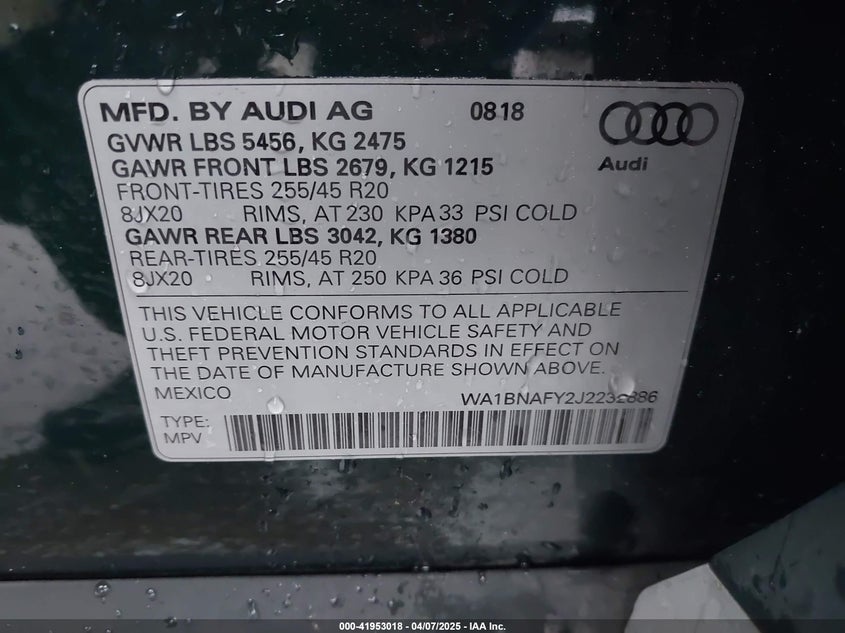 MFD. BY AUDI AG 0818
GVWR LBS 5456, KG 2475
GAWR FRONT LBS 2679, KG 1215
Audi
FRONT-TIRES 255/45 R20
8JX20 RIMS, AT 230 KPA 33 PSI COLD
GAWR REAR LBS 3042, KG 1380
REAR-TIRES 255/45 R20
8JX20 RIMS, AT 250 KPA 36 PSI COLD
THIS VEHICLE CONFORMS TO ALL APPLICABLE
U.S. FEDERAL MOTOR VEHICLE SAFETY AND
THEFT PREVENTION STANDARDS IN EFFECT ON
THE DATE OF MANUFACTURE SHOWN ABOVE.
MEXICO WA1BNAFY2J2232886
TYPE:
MPV
000-41953018 - 04/07/2025 - IAA Inc.